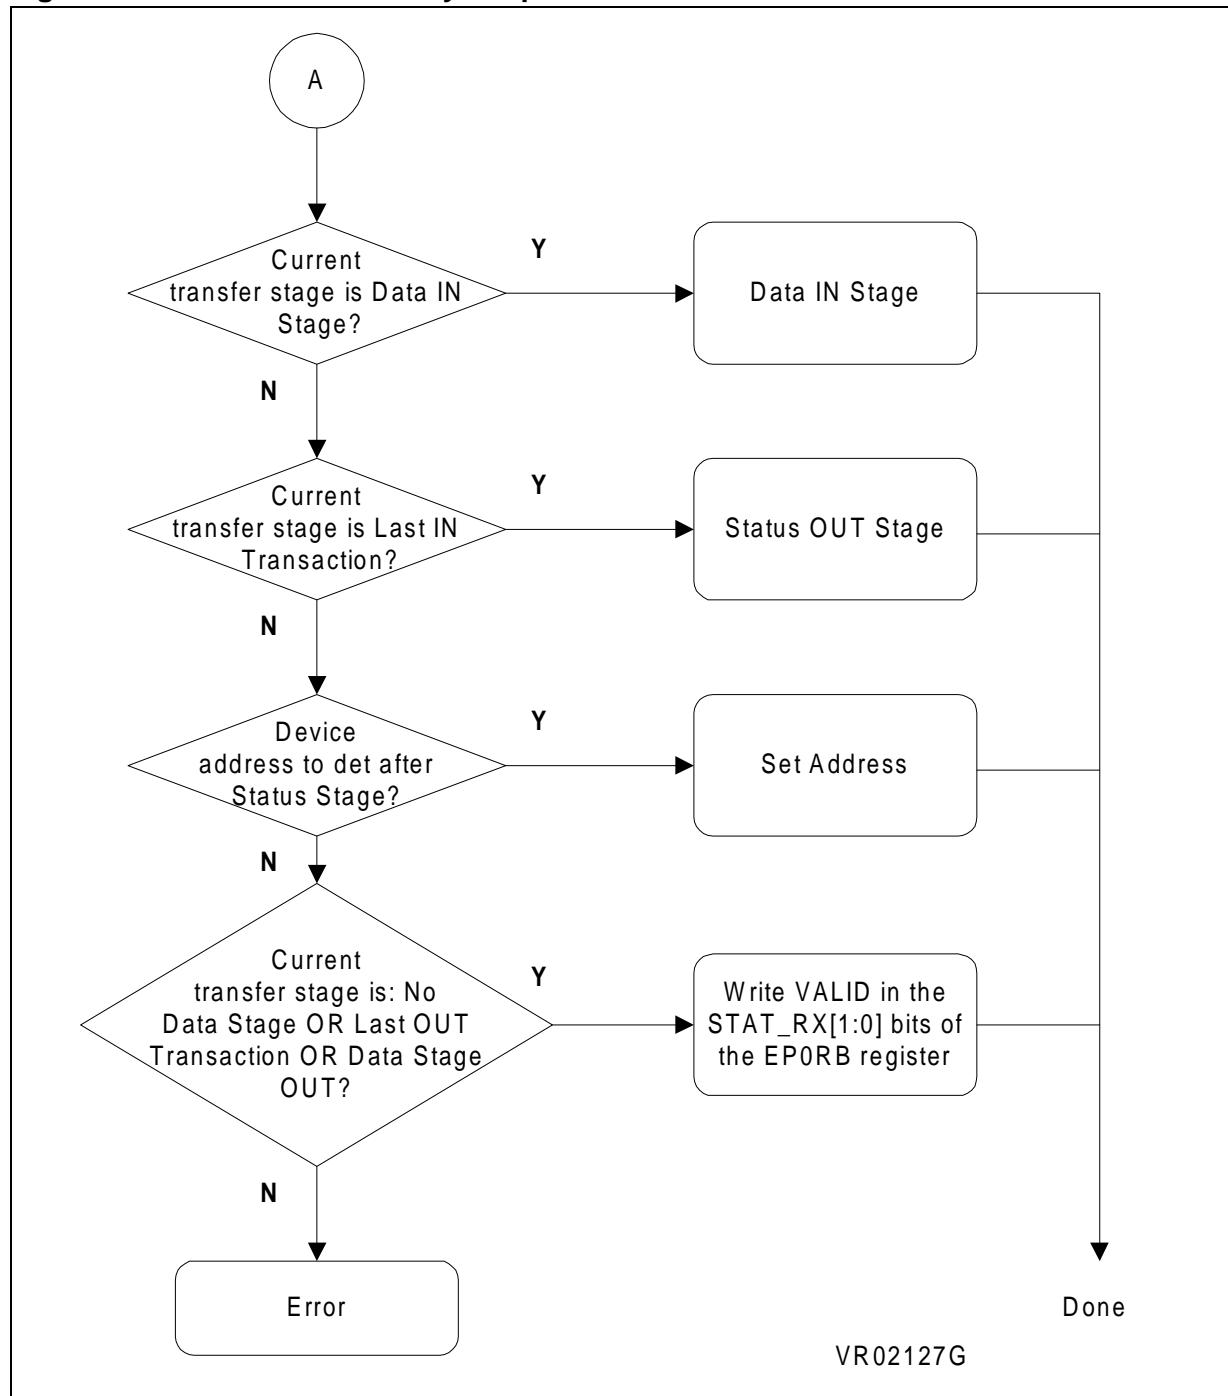 A
Current
transfer stage is Data IN
Stage?
Y
Data IN Stage
N
Current
transfer stage is Last IN
Transaction?
Y
Status OUT Stage
N
Device
address to det after
Status Stage?
Y
Set Address
N
Current
transfer stage is: No
Data Stage OR Last OUT
Transaction OR Data Stage
OUT?
Y
Write VALID in the
STAT_RX[1:0] bits of
the EP0RB register
N
Error
Done
VR02127G